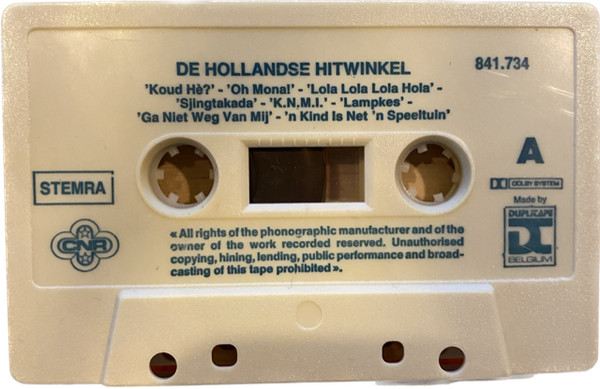 DE HOLLANDSE HITWINKEL
841.734
'Koud Hè?' - 'Oh Mona!' - 'Lola Lola Lola Hola' -
'Sjingtakada' - 'K.N.M.I.' - 'Lampkes' -
'Ga Niet Weg Van Mij' - 'n Kind Is Net 'n Speeltuin'
A
STEMRA
DOLBY SYSTEM
Made by
DUPLITAPE
BELGIUM
CNR
« All rights of the phonographic manufacturer and of the
owner of the work recorded reserved. Unauthorised
copying, hining, lending, public performance and broad-
casting of this tape prohibited ».